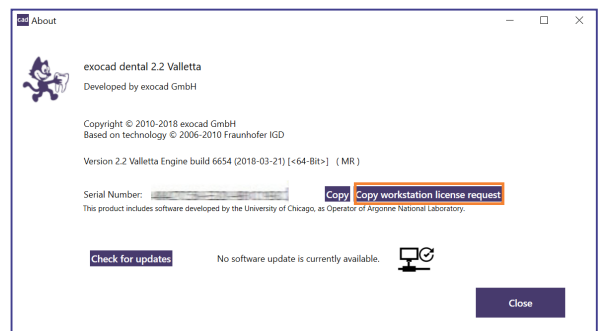 cad About
exocad dental 2.2 Valletta
Developed by exocad GmbH
Copyright © 2010-2018 exocad GmbH
Based on technology © 2006-2010 Fraunhofer IGD
Version 2.2 Valletta Engine build 6654 (2018-03-21) [<64-Bit>] ( MR )
Serial Number: Copy Copy workstation license request
This product includes software developed by the University of Chicago, as Operator of Argonne National Laboratory.
Check for updates No software update is currently available.
Close